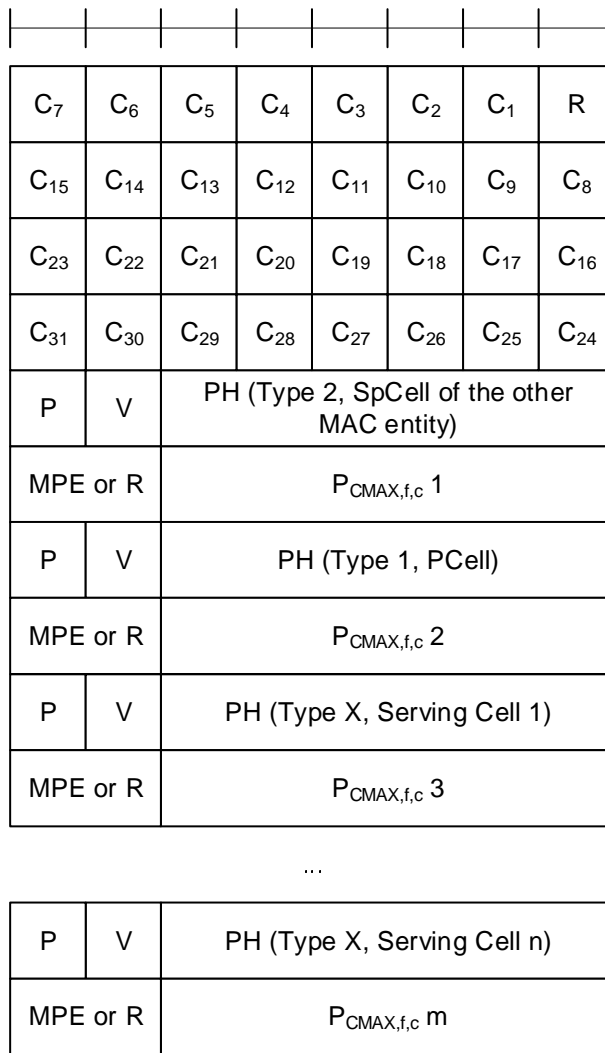 C7 C6 C5 C4 C3 C2 C1 R
C15 C14 C13 C12 C11 C10 C9 C8
C23 C22 C21 C20 C19 C18 C17 C16
C31 C30 C29 C28 C27 C26 C25 C24
P V PH (Type 2, SpCell of the other
MAC entity)
MPE or R PCMAX,f,c 1
P V PH (Type 1, PCell)
MPE or R PCMAX,f,c 2
P V PH (Type X, Serving Cell 1)
MPE or R PCMAX,f,c 3
...
P V PH (Type X, Serving Cell n)
MPE or R PCMAX,f,c m